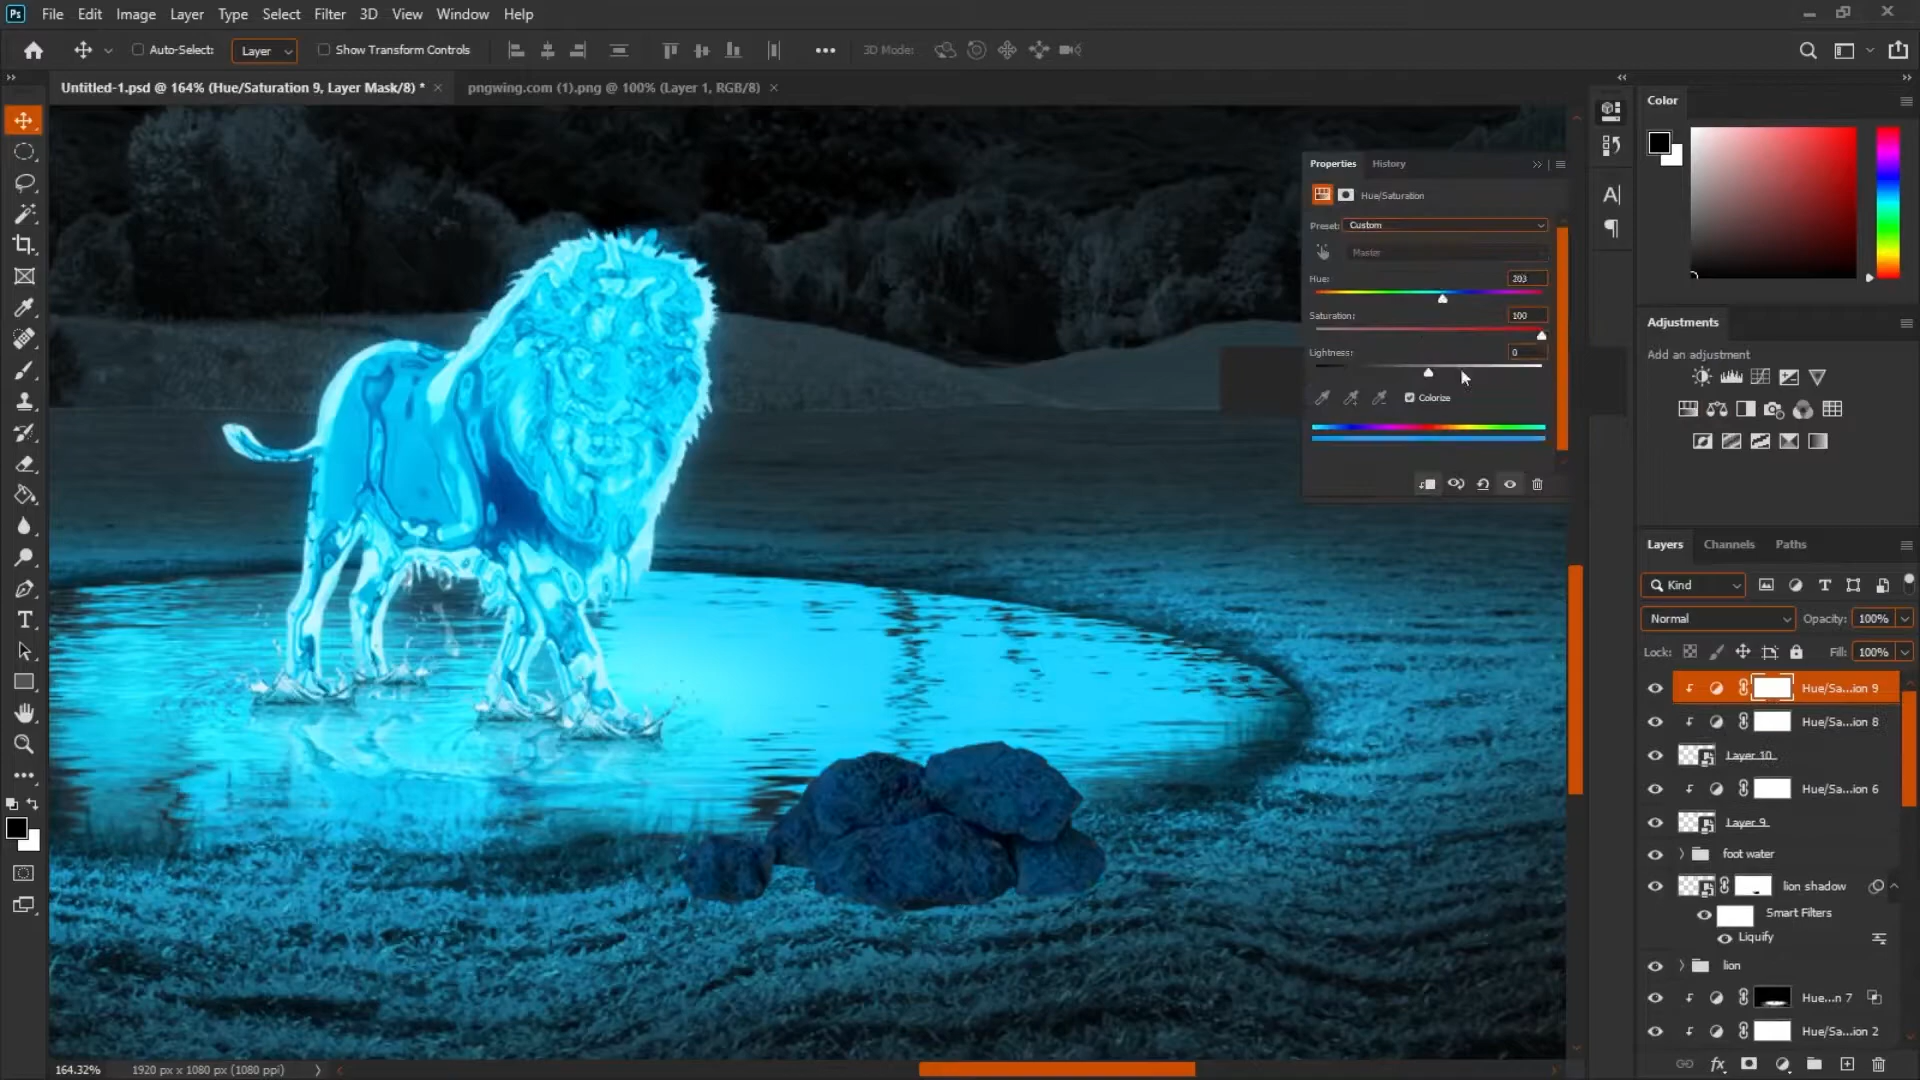 Ps File Edit Image Layer Type Select Filter 3D View Window Help
Auto-Select: Layer Show Transform Controls 3D Mode:
Untitled-1.psd @ 164% (Hue/Saturation 9, Layer Mask/8) * pngwing.com (1).png @ 100% (Layer 1, RGB/8)
Properties History
Hue/Saturation
Preset: Custom
Master
Hue: 203
Saturation: 100
Lightness: 0
Colorize
Color
Adjustments
Add an adjustment
Layers Channels Paths
Kind
Normal Opacity: 100%
Lock: Fill: 100%
Hue/Sa...ion 9
Hue/Sa...ion 8
Layer 10
Hue/Sa...ion 6
Layer 9
foot water
lion shadow
Smart Filters
Liquify
lion
Hue...n 7
Hue/Sa...ion 2
164.32% 1920 px x 1080 px (1080 ppi)